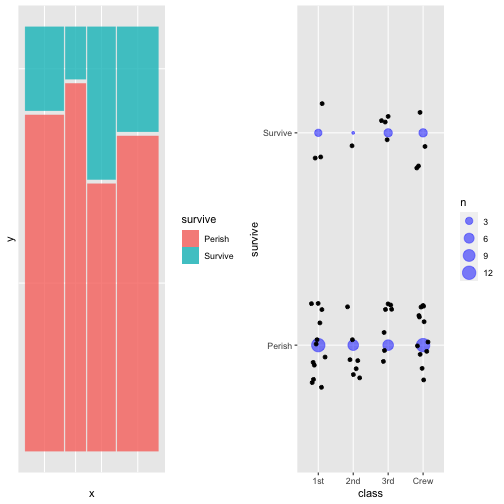 y
x
survive
Perish
Survive
survive
Survive
Perish
1st 2nd 3rd Crew
class
n
3
6
9
12